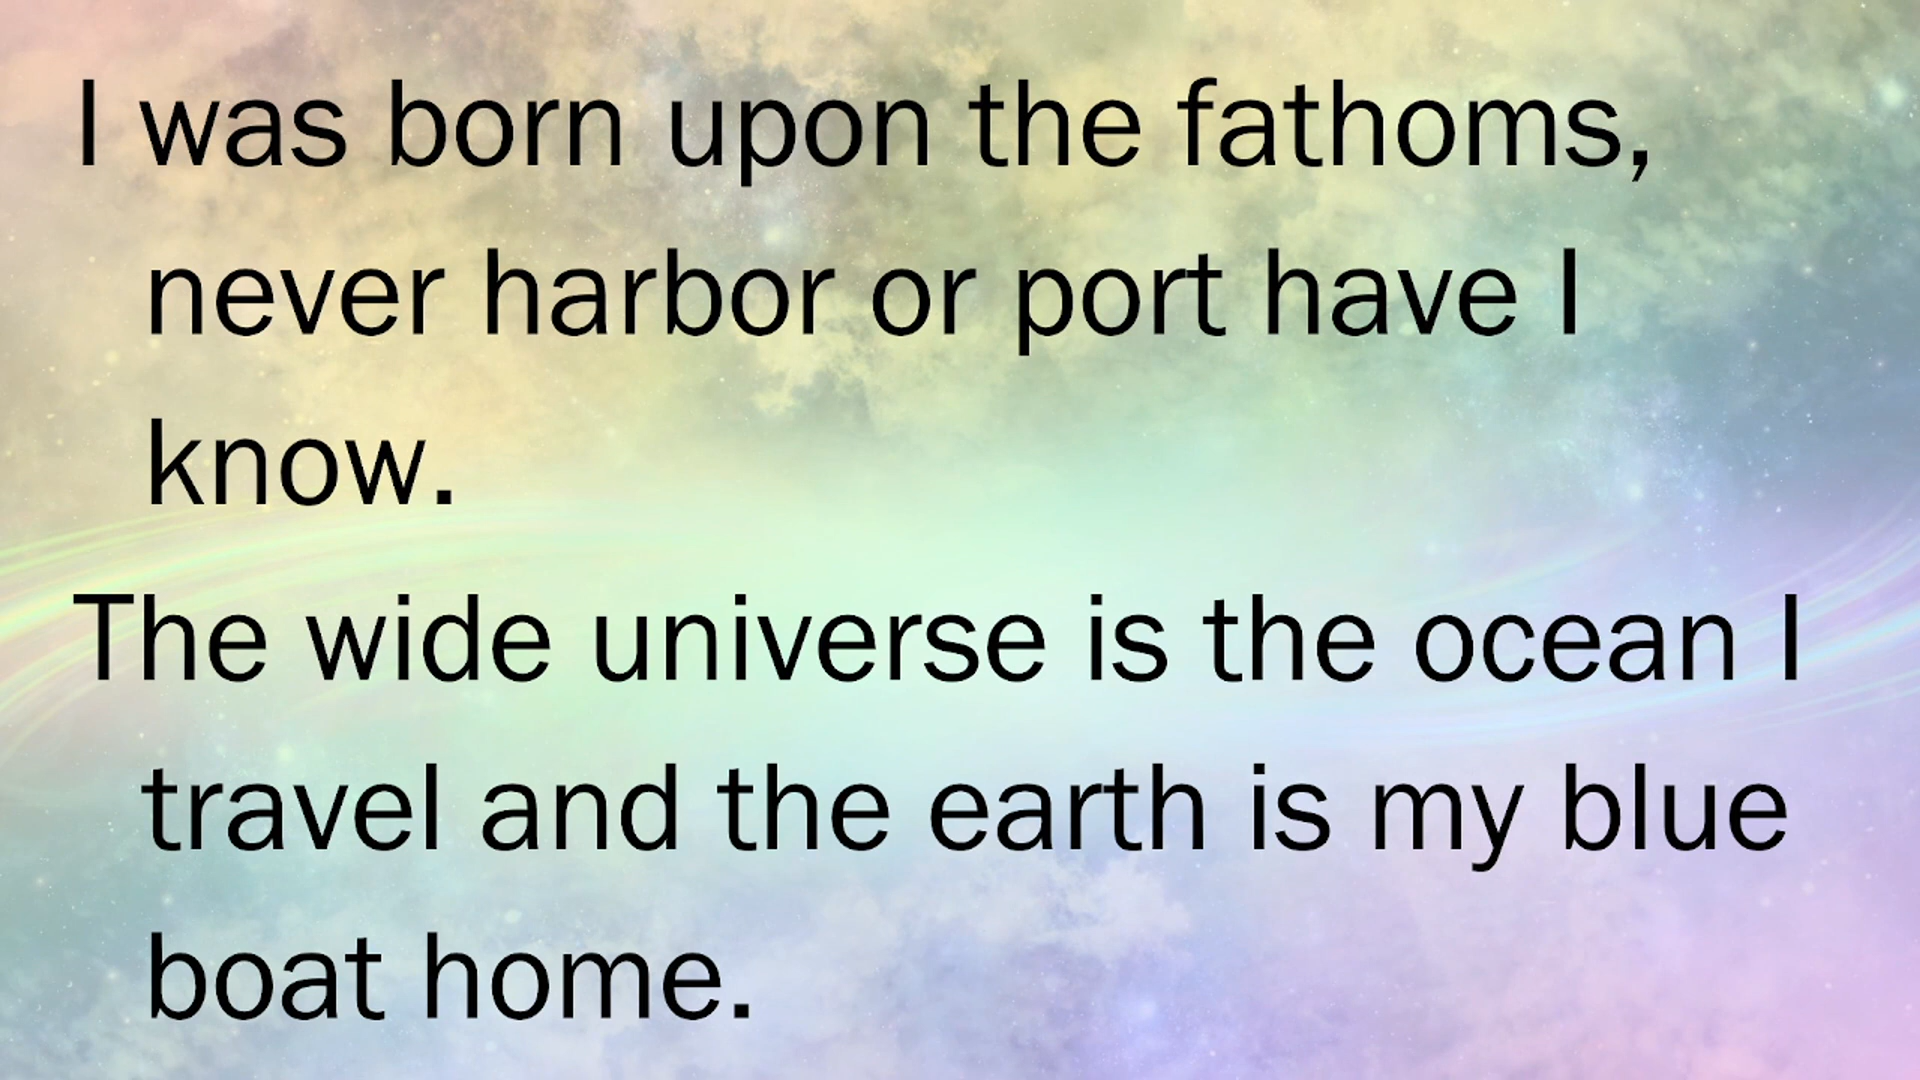 I was born upon the fathoms,
never harbor or port have I
know.
The wide universe is the ocean I
travel and the earth is my blue
boat home.